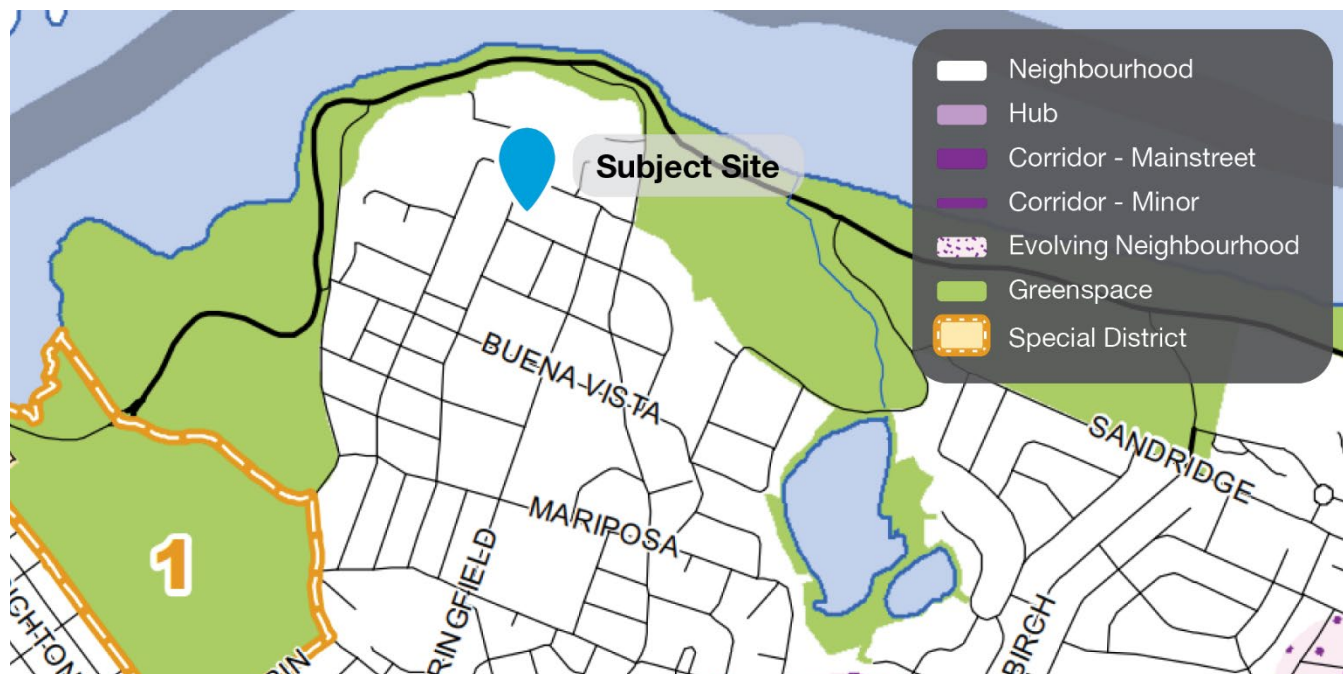 Neighbourhood
Hub
Corridor - Mainstreet
Corridor - Minor
Evolving Neighbourhood
Greenspace
Special District
Subject Site
BUENA VISTA
SANDRIDGE
MARIPOSA
1
RINGFIELD
BIRCH